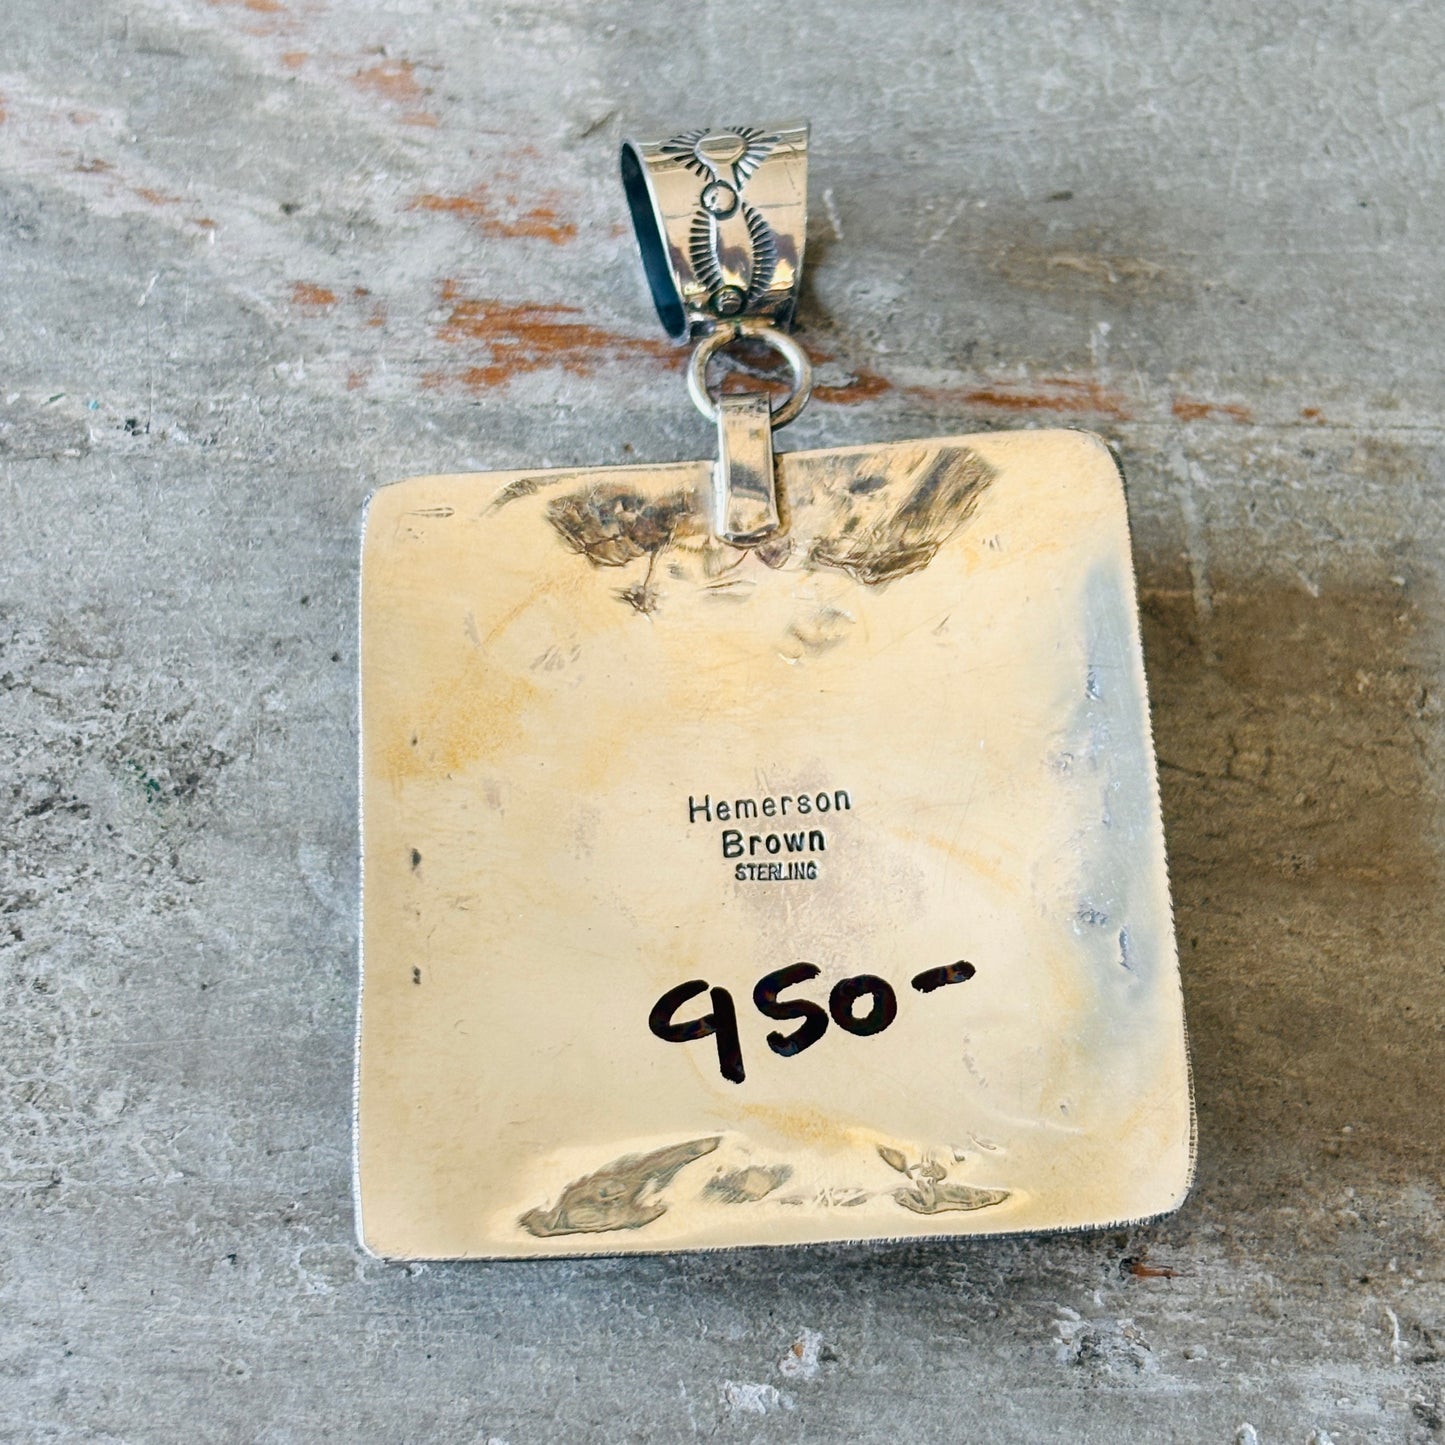 Hemerson
Brown
STERLING
950-